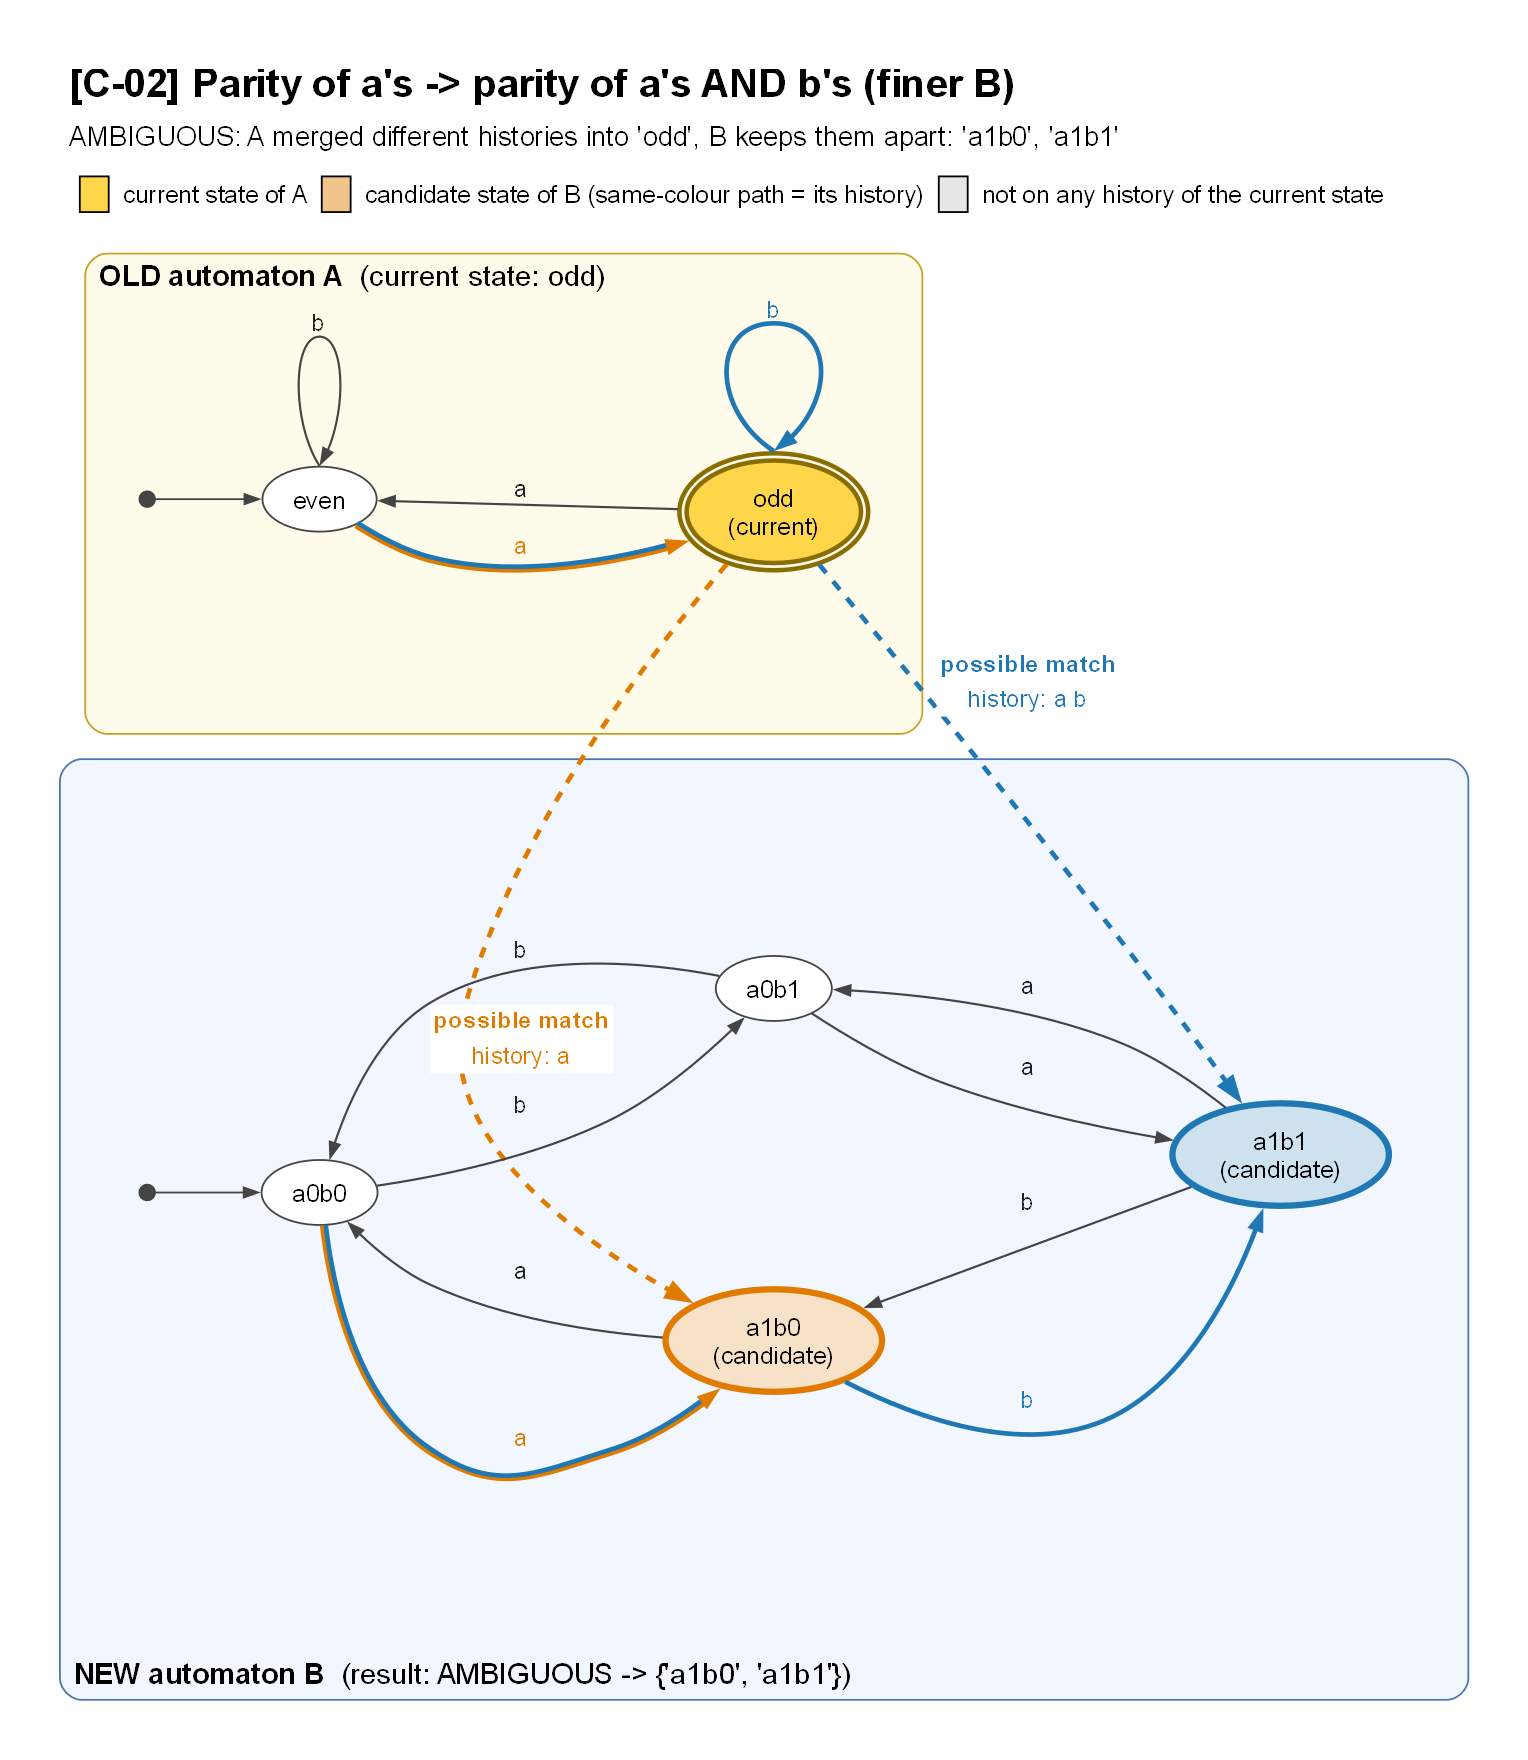 [C-02] Parity of a's -> parity of a's AND b's (finer B)
AMBIGUOUS: A merged different histories into 'odd', B keeps them apart: 'a1b0', 'a1b1'
current state of A
candidate state of B (same-colour path = its history)
not on any history of the current state
OLD automaton A (current state: odd)
b
b
even
a
odd
(current)
a
possible match
history: a b
b
a0b1
a
possible match
history: a
a
b
a1b1
(candidate)
a0b0
b
a
a1b0
(candidate)
b
a
NEW automaton B (result: AMBIGUOUS -> {'a1b0', 'a1b1'})